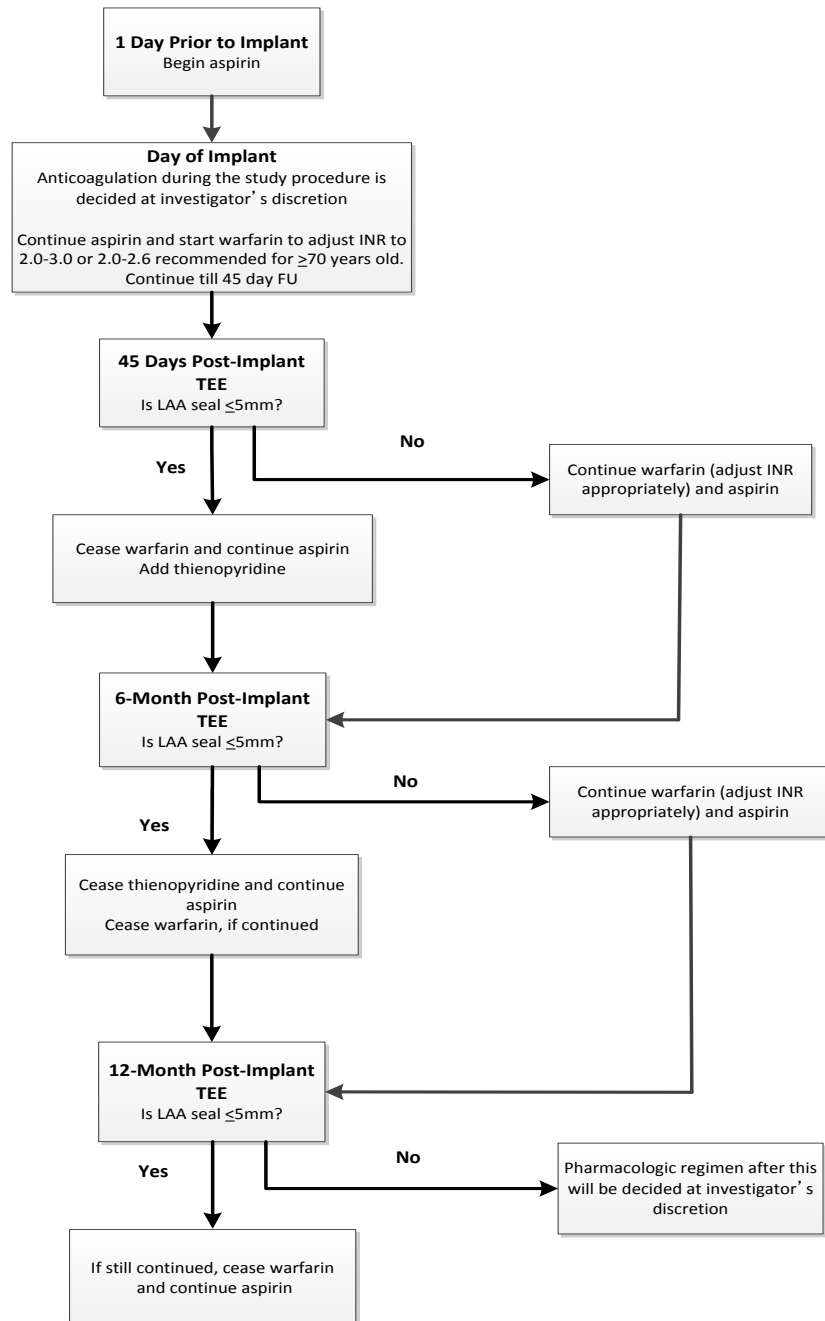 1 Day Prior to Implant
Begin aspirin
Day of Implant
Anticoagulation during the study procedure is
decided at investigator’s discretion
Continue aspirin and start warfarin to adjust INR to
2.0-3.0 or 2.0-2.6 recommended for ≥70 years old.
Continue till 45 day FU
45 Days Post-Implant
TEE
Is LAA seal ≤5mm?
No
Yes
Continue warfarin (adjust INR
appropriately) and aspirin
Cease warfarin and continue aspirin
Add thienopyridine
6-Month Post-Implant
TEE
Is LAA seal ≤5mm?
No
Yes
Continue warfarin (adjust INR
appropriately) and aspirin
Cease thienopyridine and continue
aspirin
Cease warfarin, if continued
12-Month Post-Implant
TEE
Is LAA seal ≤5mm?
No
Yes
Pharmacologic regimen after this
will be decided at investigator’s
discretion
If still continued, cease warfarin
and continue aspirin